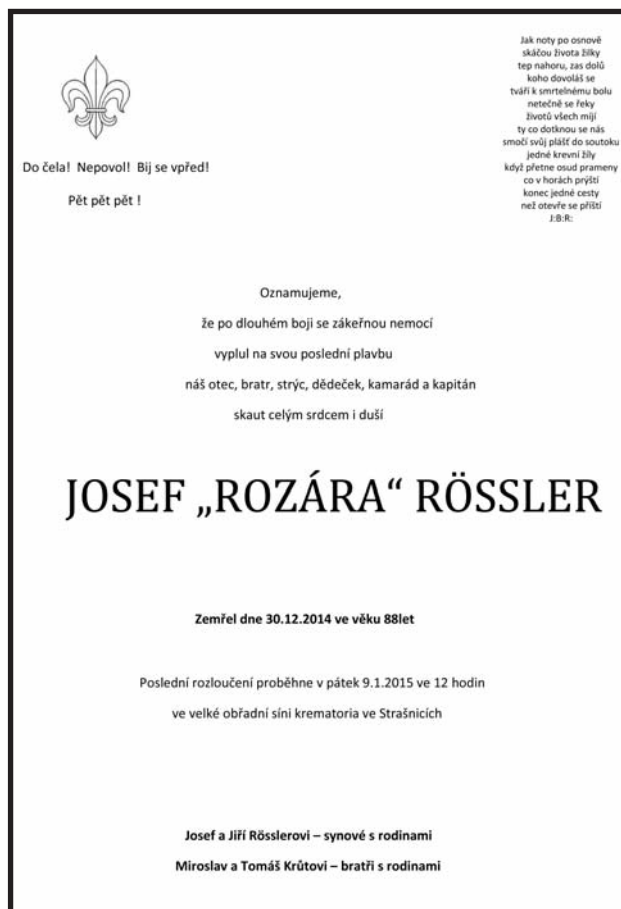 Do čela! Nepovol! Bij se vpřed!
Pět pět pět !
Jak noty po osnově
skáčou života žilky
tep nahoru, zas dolů
koho dovoláš se
tváří k smrtelnému bolu
netečně se řeky
životů všech míjí
ty co dotknou se nás
smočí svůj plášť do soutoku
jedné krevní žíly
když přetne osud prameny
co v horách prýští
konec jedné cesty
než otevře se příští
J:B:R:
Oznamujeme,
že po dlouhém boji se zákeřnou nemocí
vyplul na svou poslední plavbu
náš otec, bratr, strýc, dědeček, kamarád a kapitán
skaut celým srdcem i duší
JOSEF „ROZÁRA“ RÖSSLER
Zemřel dne 30.12.2014 ve věku 88let
Poslední rozloučení proběhne v pátek 9.1.2015 ve 12 hodin
ve velké obřadní síni krematoria ve Strašnicích
Josef a Jiří Rösslerovi – synové s rodinami
Miroslav a Tomáš Krůtovi – bratři s rodinami